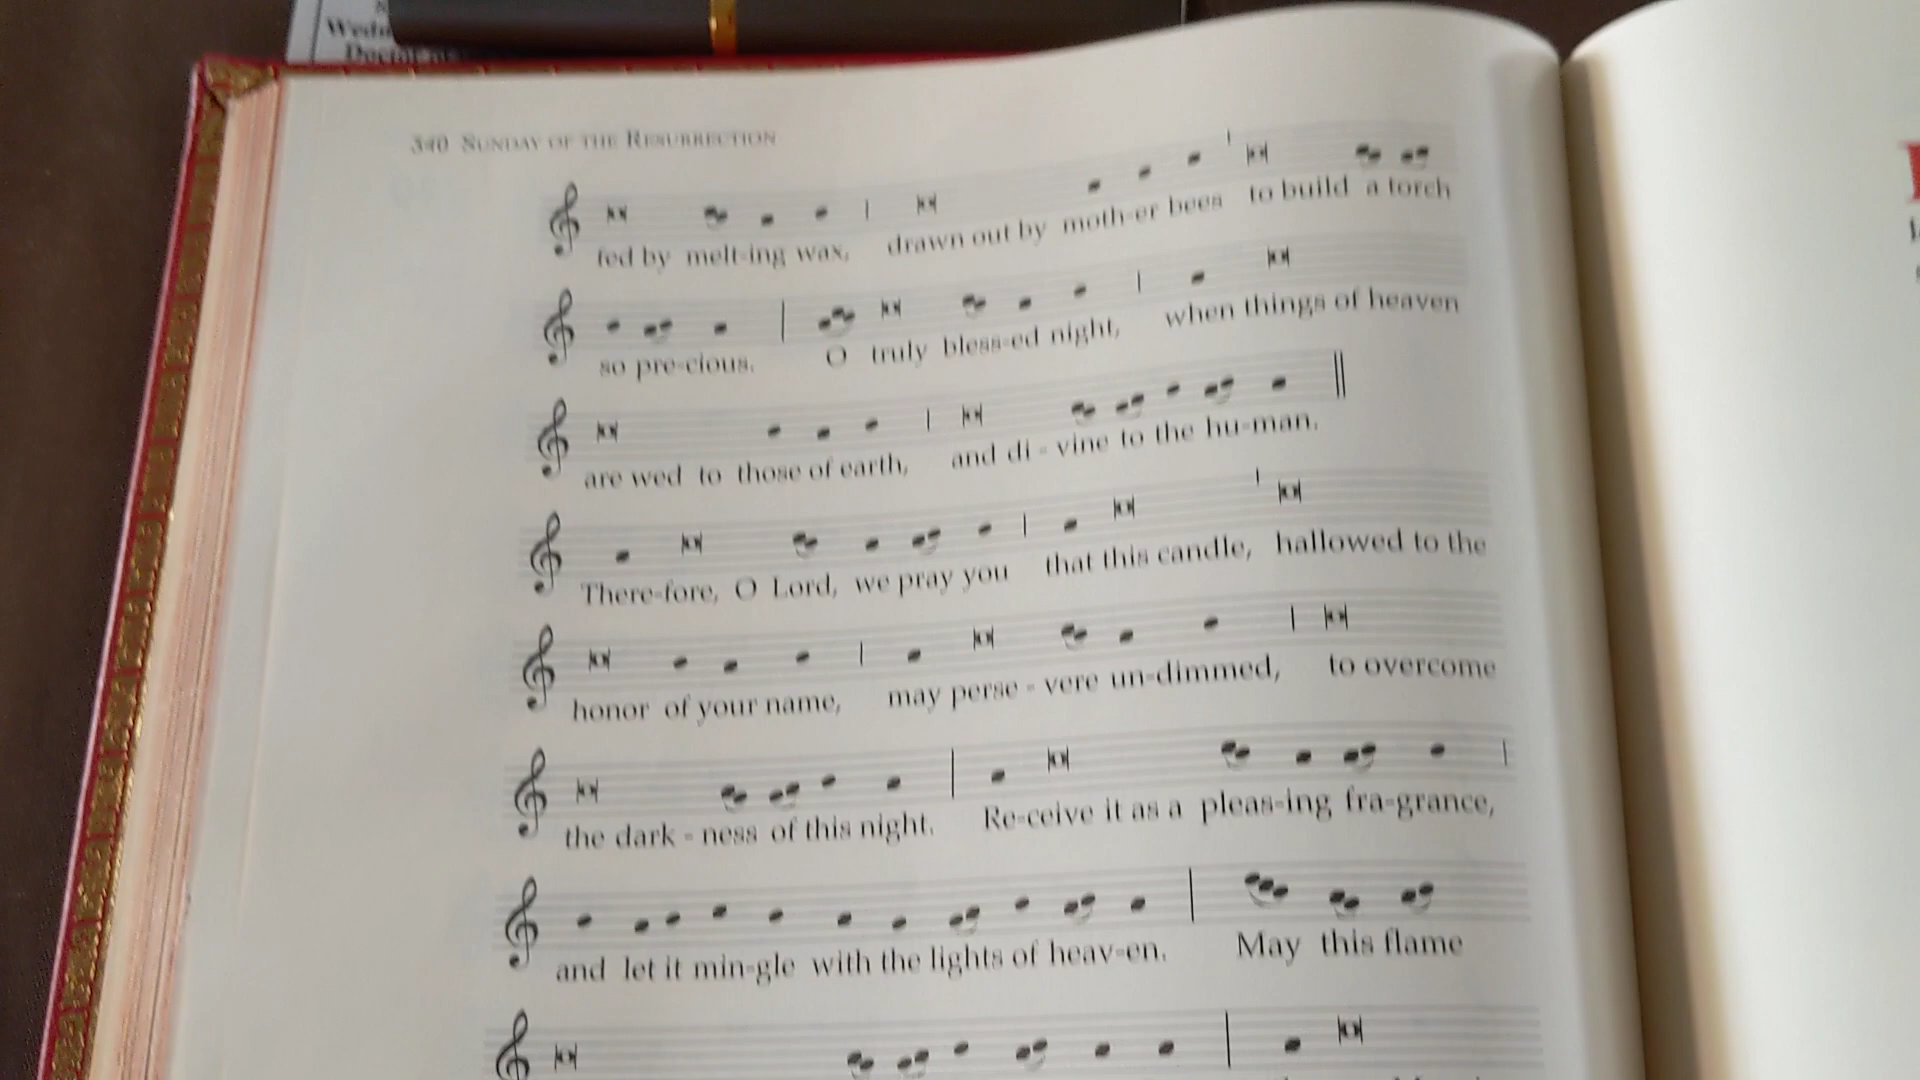 340 SUNDAY OF THE RESURRECTION
fed by melt-ing wax, drawn out by moth-er bees to build a torch
so pre-cious. O truly bless-ed night, when things of heaven
are wed to those of earth, and di - vine to the hu-man.
There-fore, O Lord, we pray you that this candle, hallowed to the
honor of your name, may perse - vere un-dimmed, to overcome
the dark - ness of this night. Re-ceive it as a pleas-ing fra-grance,
and let it min-gle with the lights of heav-en. May this flame